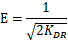 E = 1 / √(2K_DR)